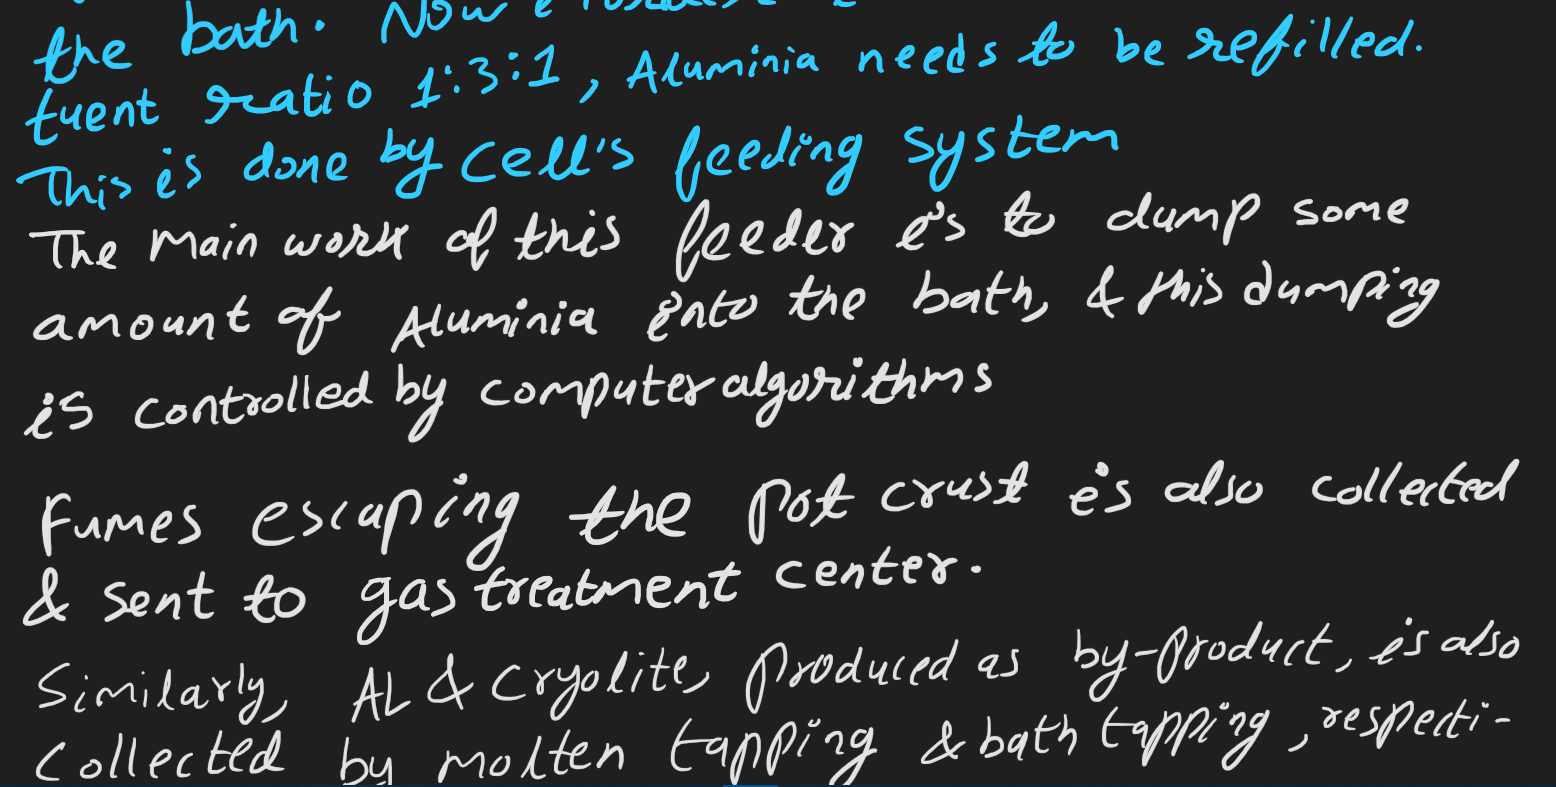 the bath. Now
tuent ratio 1:3:1, Aluminia needs to be refilled.
This is done by cell's feeding system
The main work of this feeder is to dump some
amount of Aluminia into the bath, & this dumping
is controlled by computer algorithms
Fumes escaping the pot crust is also collected
& sent to gas treatment center.
Similarly, AL & Cryolite, produced as by-product, is also
Collected by molten tapping & bath tapping, respecti-